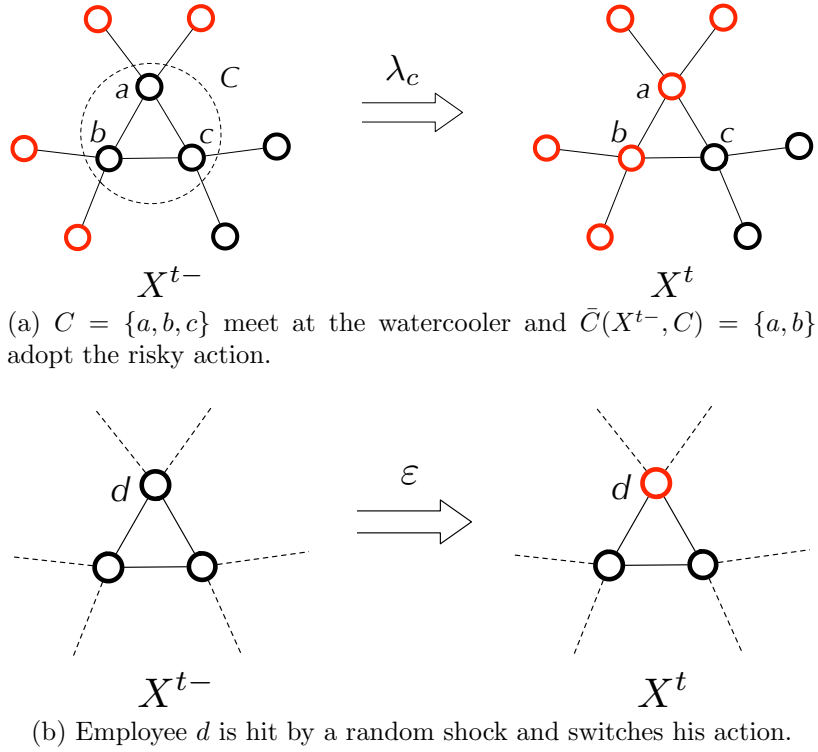 C
a
b
c
λ_c
a
b
c
X^{t−}
X^t
(a) C = {a, b, c} meet at the watercooler and C̄(X^{t−}, C) = {a, b}
adopt the risky action.
d
ε
d
X^{t−}
X^t
(b) Employee d is hit by a random shock and switches his action.